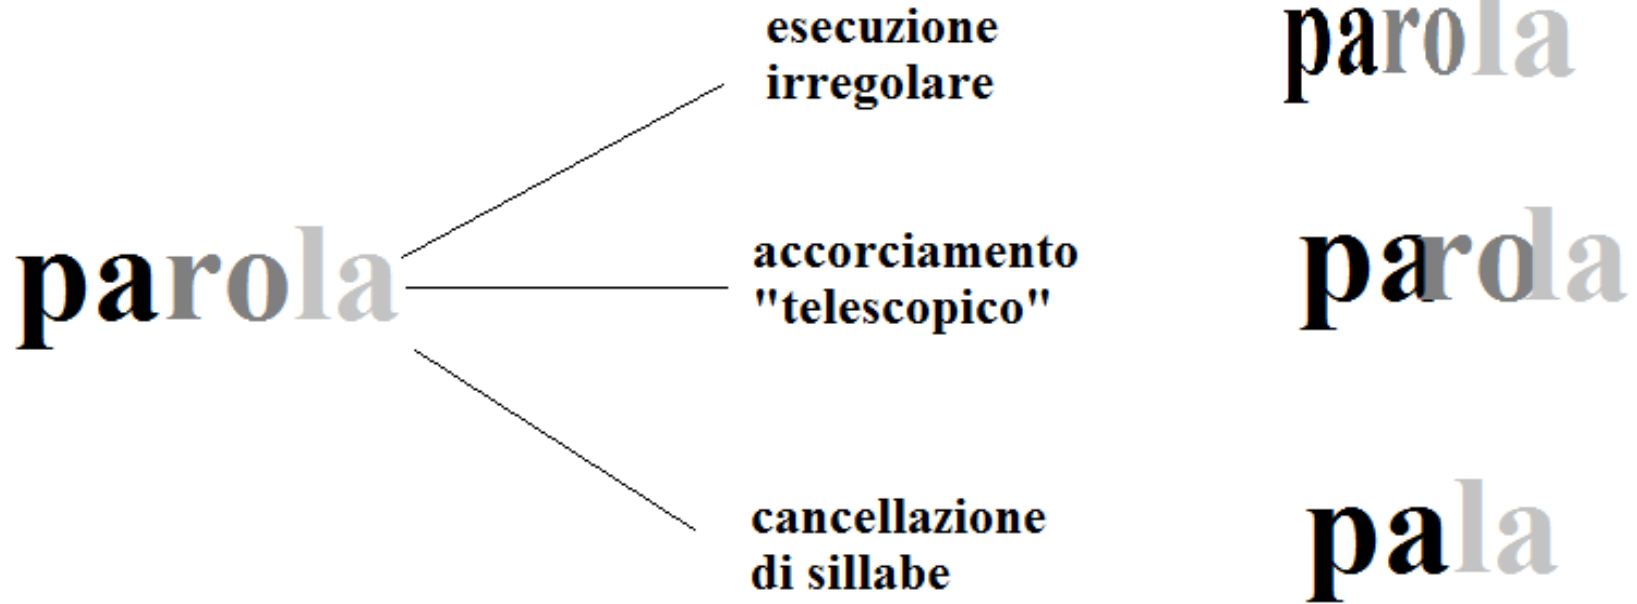 parola
esecuzione
irregolare
parola
accorciamento
"telescopico"
parola
cancellazione
di sillabe
pala